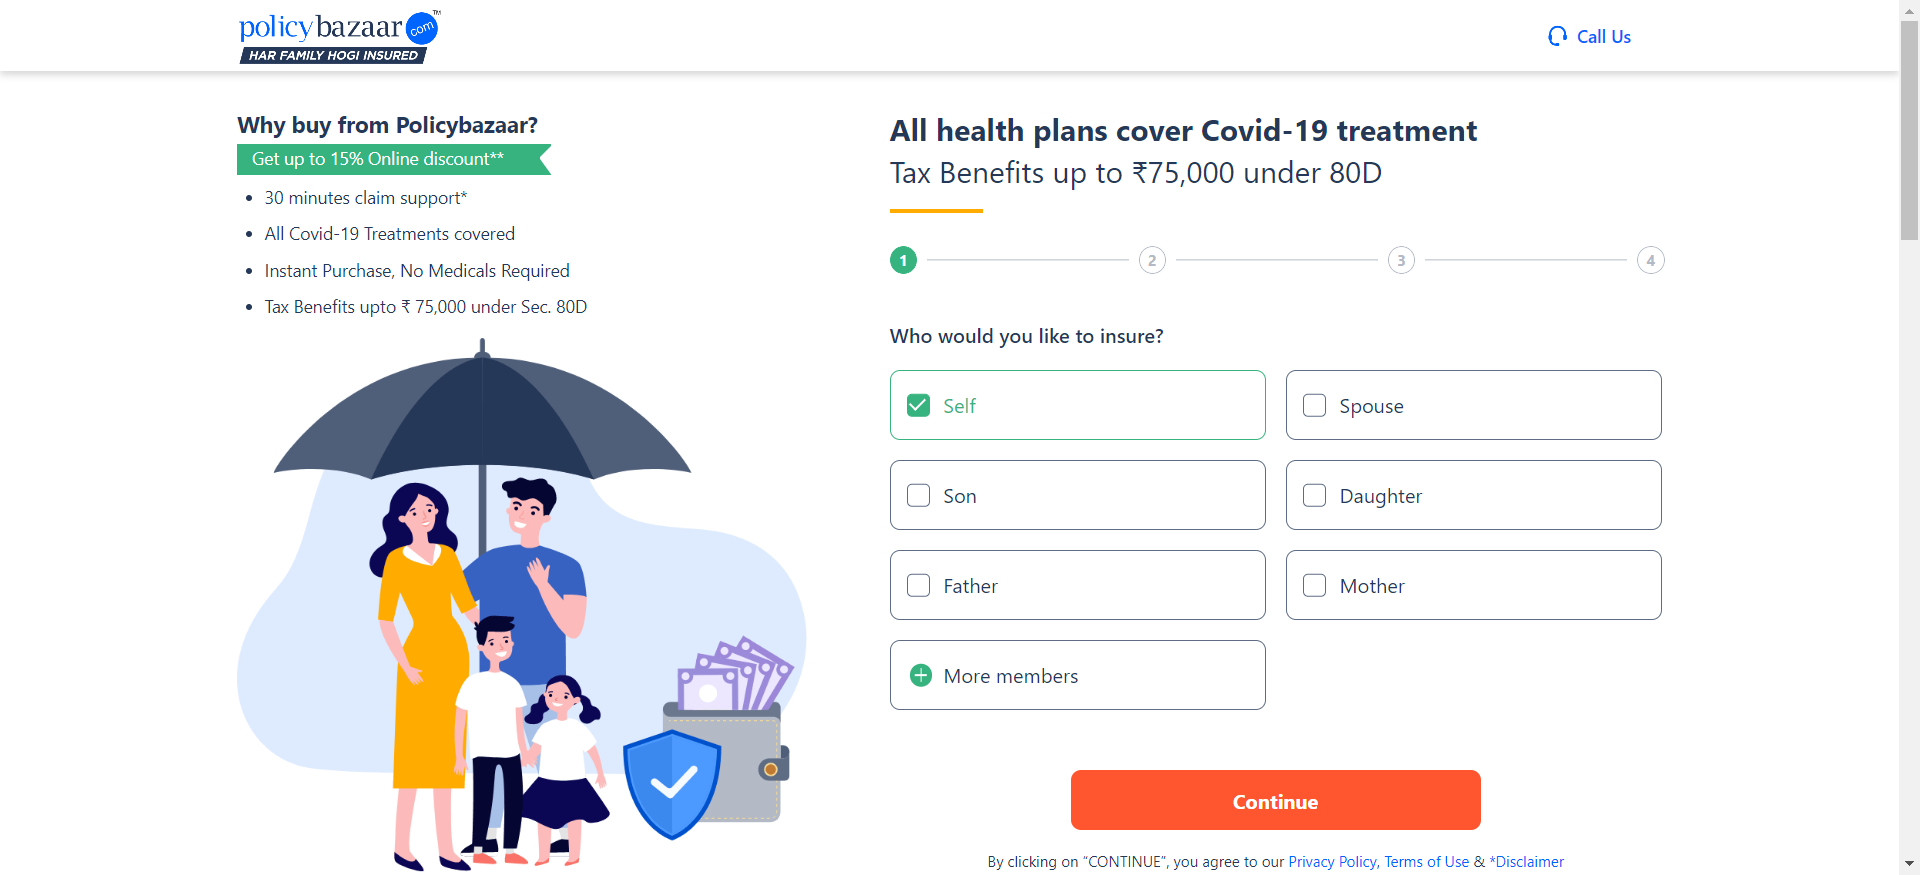 policybazaar.com™
HAR FAMILY HOGI INSURED
Call Us
Why buy from Policybazaar?
Get up to 15% Online discount**
• 30 minutes claim support*
• All Covid-19 Treatments covered
• Instant Purchase, No Medicals Required
• Tax Benefits upto ₹ 75,000 under Sec. 80D
All health plans cover Covid-19 treatment
Tax Benefits up to ₹75,000 under 80D
1 2 3 4
Who would you like to insure?
Self
Spouse
Son
Daughter
Father
Mother
More members
Continue
By clicking on “CONTINUE”, you agree to our Privacy Policy, Terms of Use & *Disclaimer